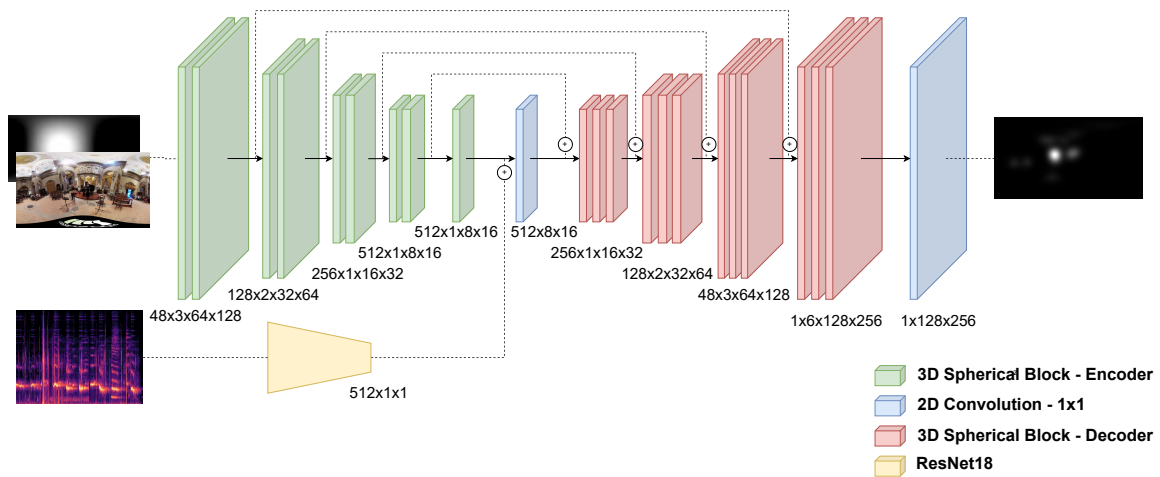 512x1x8x16
512x8x16
256x1x16x32
512x1x8x16
256x1x16x32
128x2x32x64
128x2x32x64
48x3x64x128
48x3x64x128
1x6x128x256
1x128x256
512x1x1
3D Spherical Block - Encoder
2D Convolution - 1x1
3D Spherical Block - Decoder
ResNet18